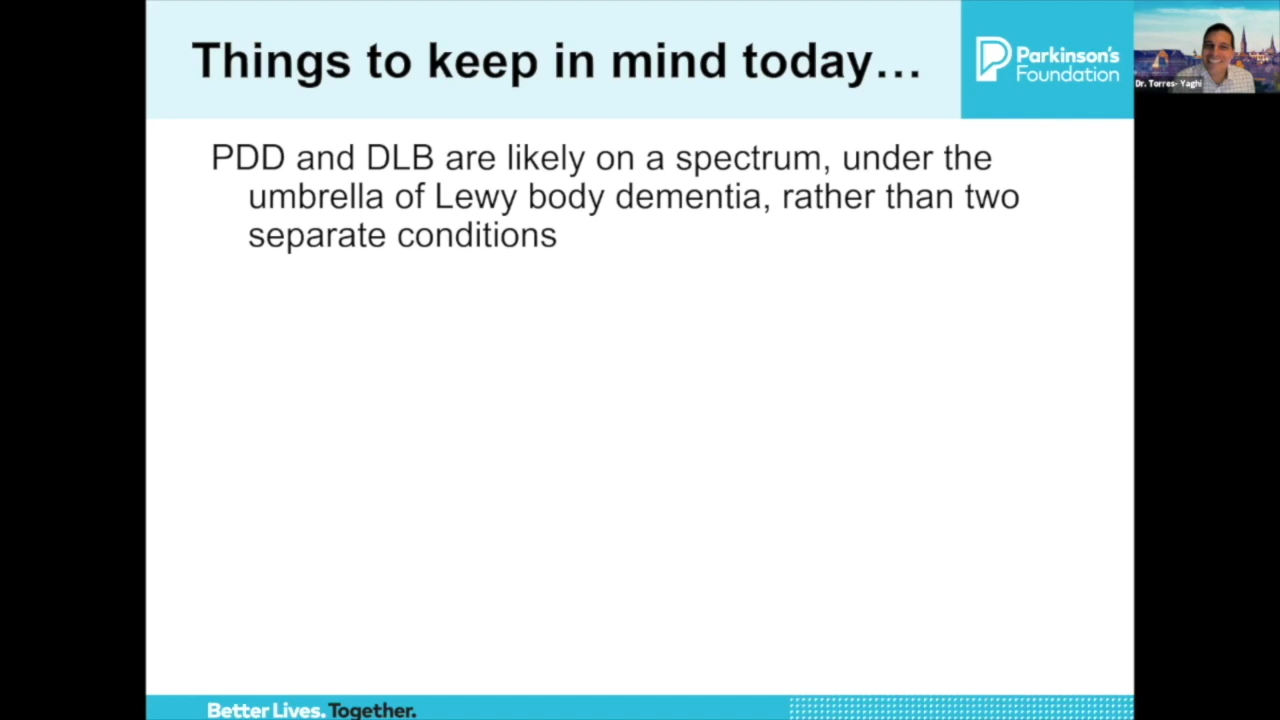 Things to keep in mind today…
Parkinson's
Foundation
Dr. Torres- Yaghi
PDD and DLB are likely on a spectrum, under the
umbrella of Lewy body dementia, rather than two
separate conditions
Better Lives. Together.